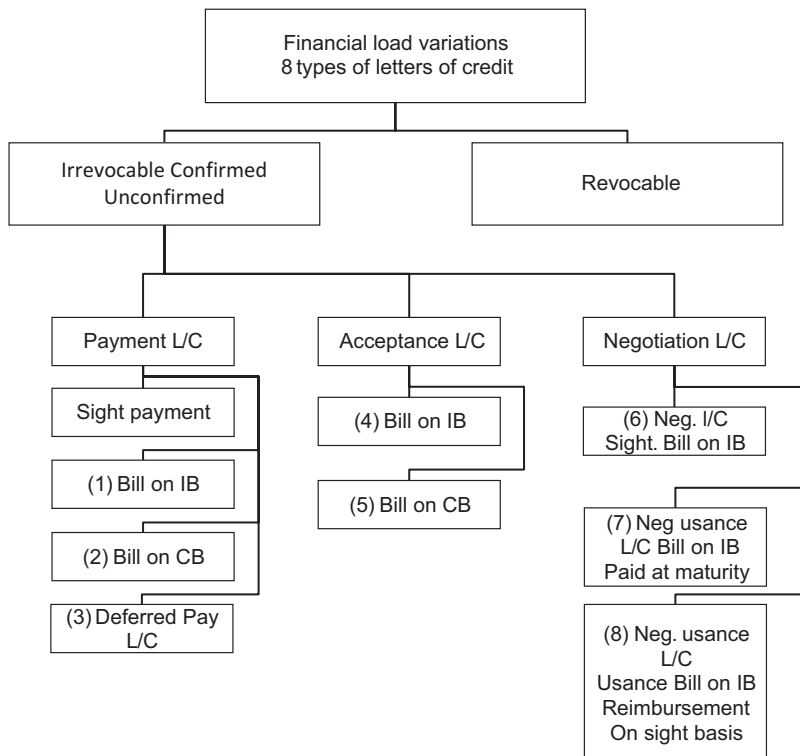 Financial load variations
8 types of letters of credit
Irrevocable Confirmed
Unconfirmed
Revocable
Payment L/C
Acceptance L/C
Negotiation L/C
Sight payment
(4) Bill on IB
(6) Neg. l/C
Sight. Bill on IB
(1) Bill on IB
(5) Bill on CB
(2) Bill on CB
(7) Neg usance
L/C Bill on IB
Paid at maturity
(3) Deferred Pay
L/C
(8) Neg. usance
L/C
Usance Bill on IB
Reimbursement
On sight basis